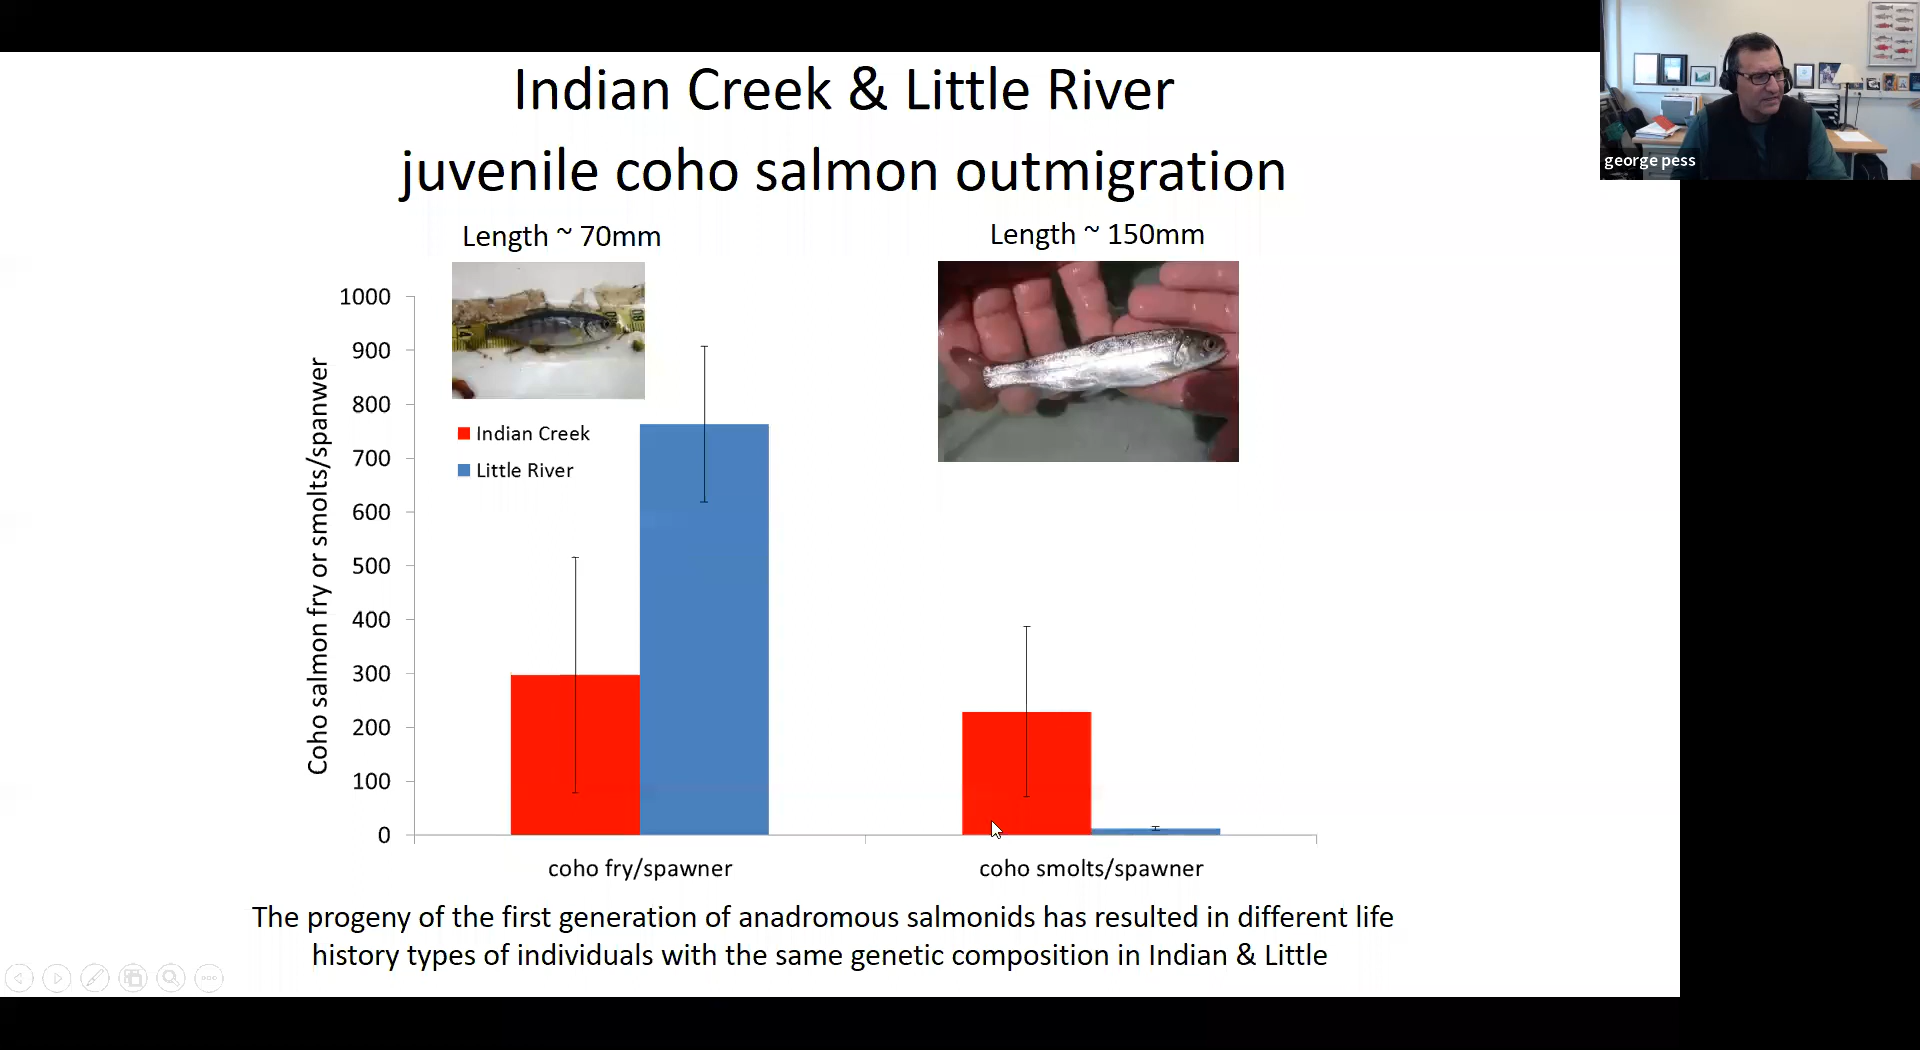 Indian Creek & Little River
juvenile coho salmon outmigration
george pess
Length ~ 70mm
Length ~ 150mm
Coho salmon fry or smolts/spanwer
1000
900
800
700
600
500
400
300
200
100
0
Indian Creek
Little River
coho fry/spawner
coho smolts/spawner
The progeny of the first generation of anadromous salmonids has resulted in different life
history types of individuals with the same genetic composition in Indian & Little